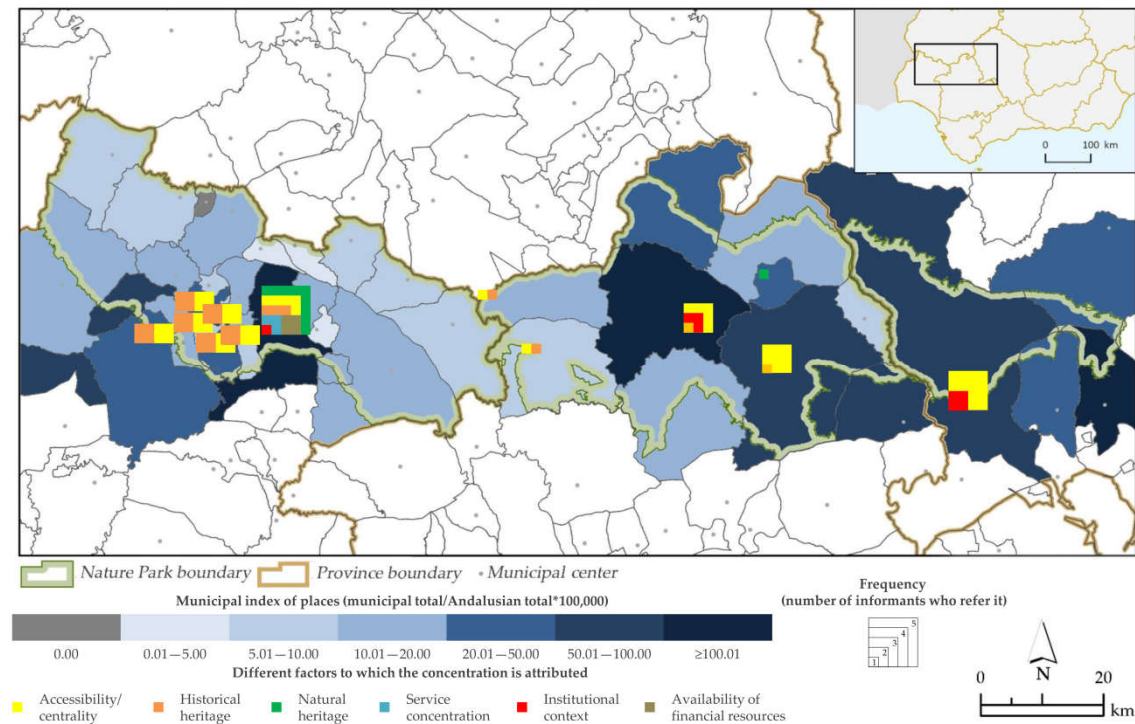 0 100 km
Nature Park boundary Province boundary Municipal center
Municipal index of places (municipal total/Andalusian total*100,000)
0.00 0.01—5.00 5.01—10.00 10.01—20.00 20.01—5.00 50.01—100.00 ≥100.01
Different factors to which the concentration is attributed
Accessibility/
centrality
Historical
heritage
Natural
heritage
Service
concentration
Institutional
context
Availability of
financial resources
Frequency
(number of informants who refer it)
5
4
3
2
1
N
0 20
km